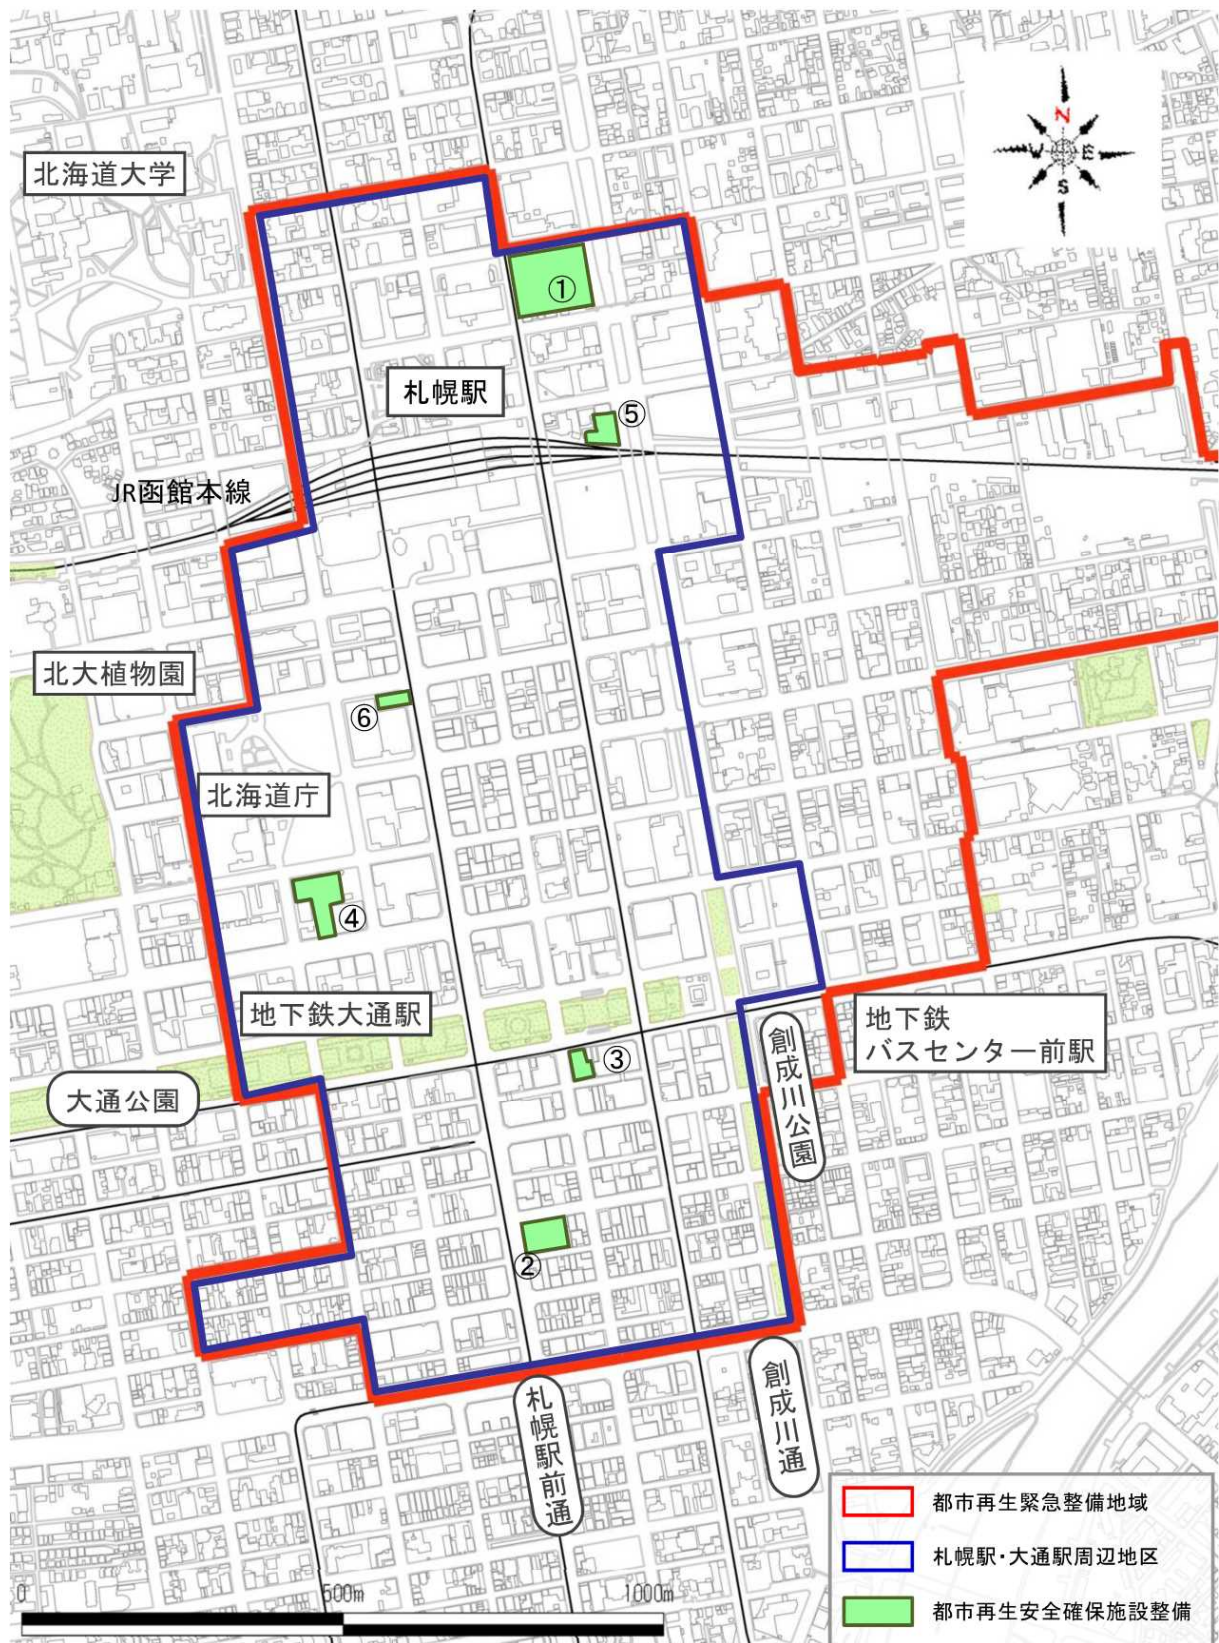 N
W
E
S
北海道大学
①
札幌駅
⑤
JR函館本線
北大植物園
⑥
北海道庁
④
地下鉄大通駅
地下鉄
バスセンター前駅
③
創成川公園
大通公園
②
札幌駅前通
創成川通
都市再生緊急整備地域
札幌駅・大通駅周辺地区
都市再生安全確保施設整備
0
500m
1000m